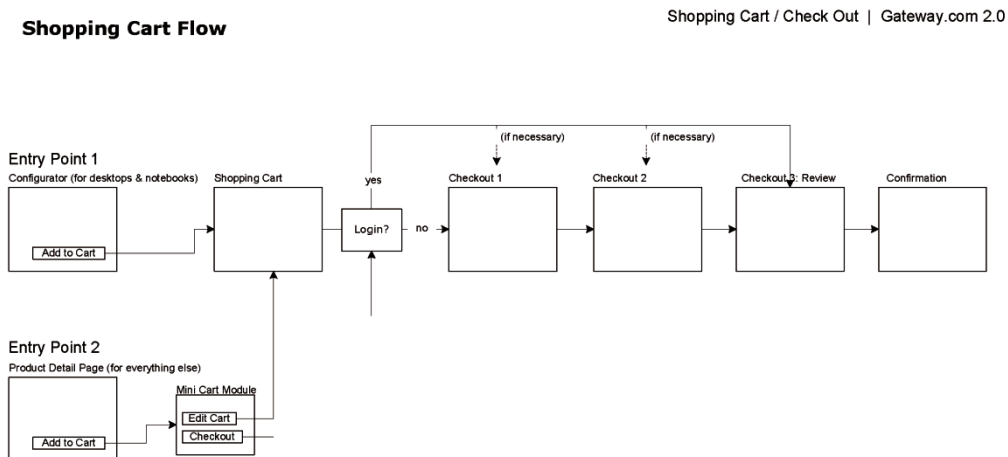 Shopping Cart Flow
Shopping Cart / Check Out | Gateway.com 2.0
(if necessary)
(if necessary)
Entry Point 1
Configurator (for desktops & notebooks)
Shopping Cart
yes
Checkout 1
Checkout 2
Checkout 3: Review
Confirmation
Login?
no
Add to Cart
Entry Point 2
Product Detail Page (for everything else)
Mini Cart Module
Edit Cart
Checkout
Add to Cart